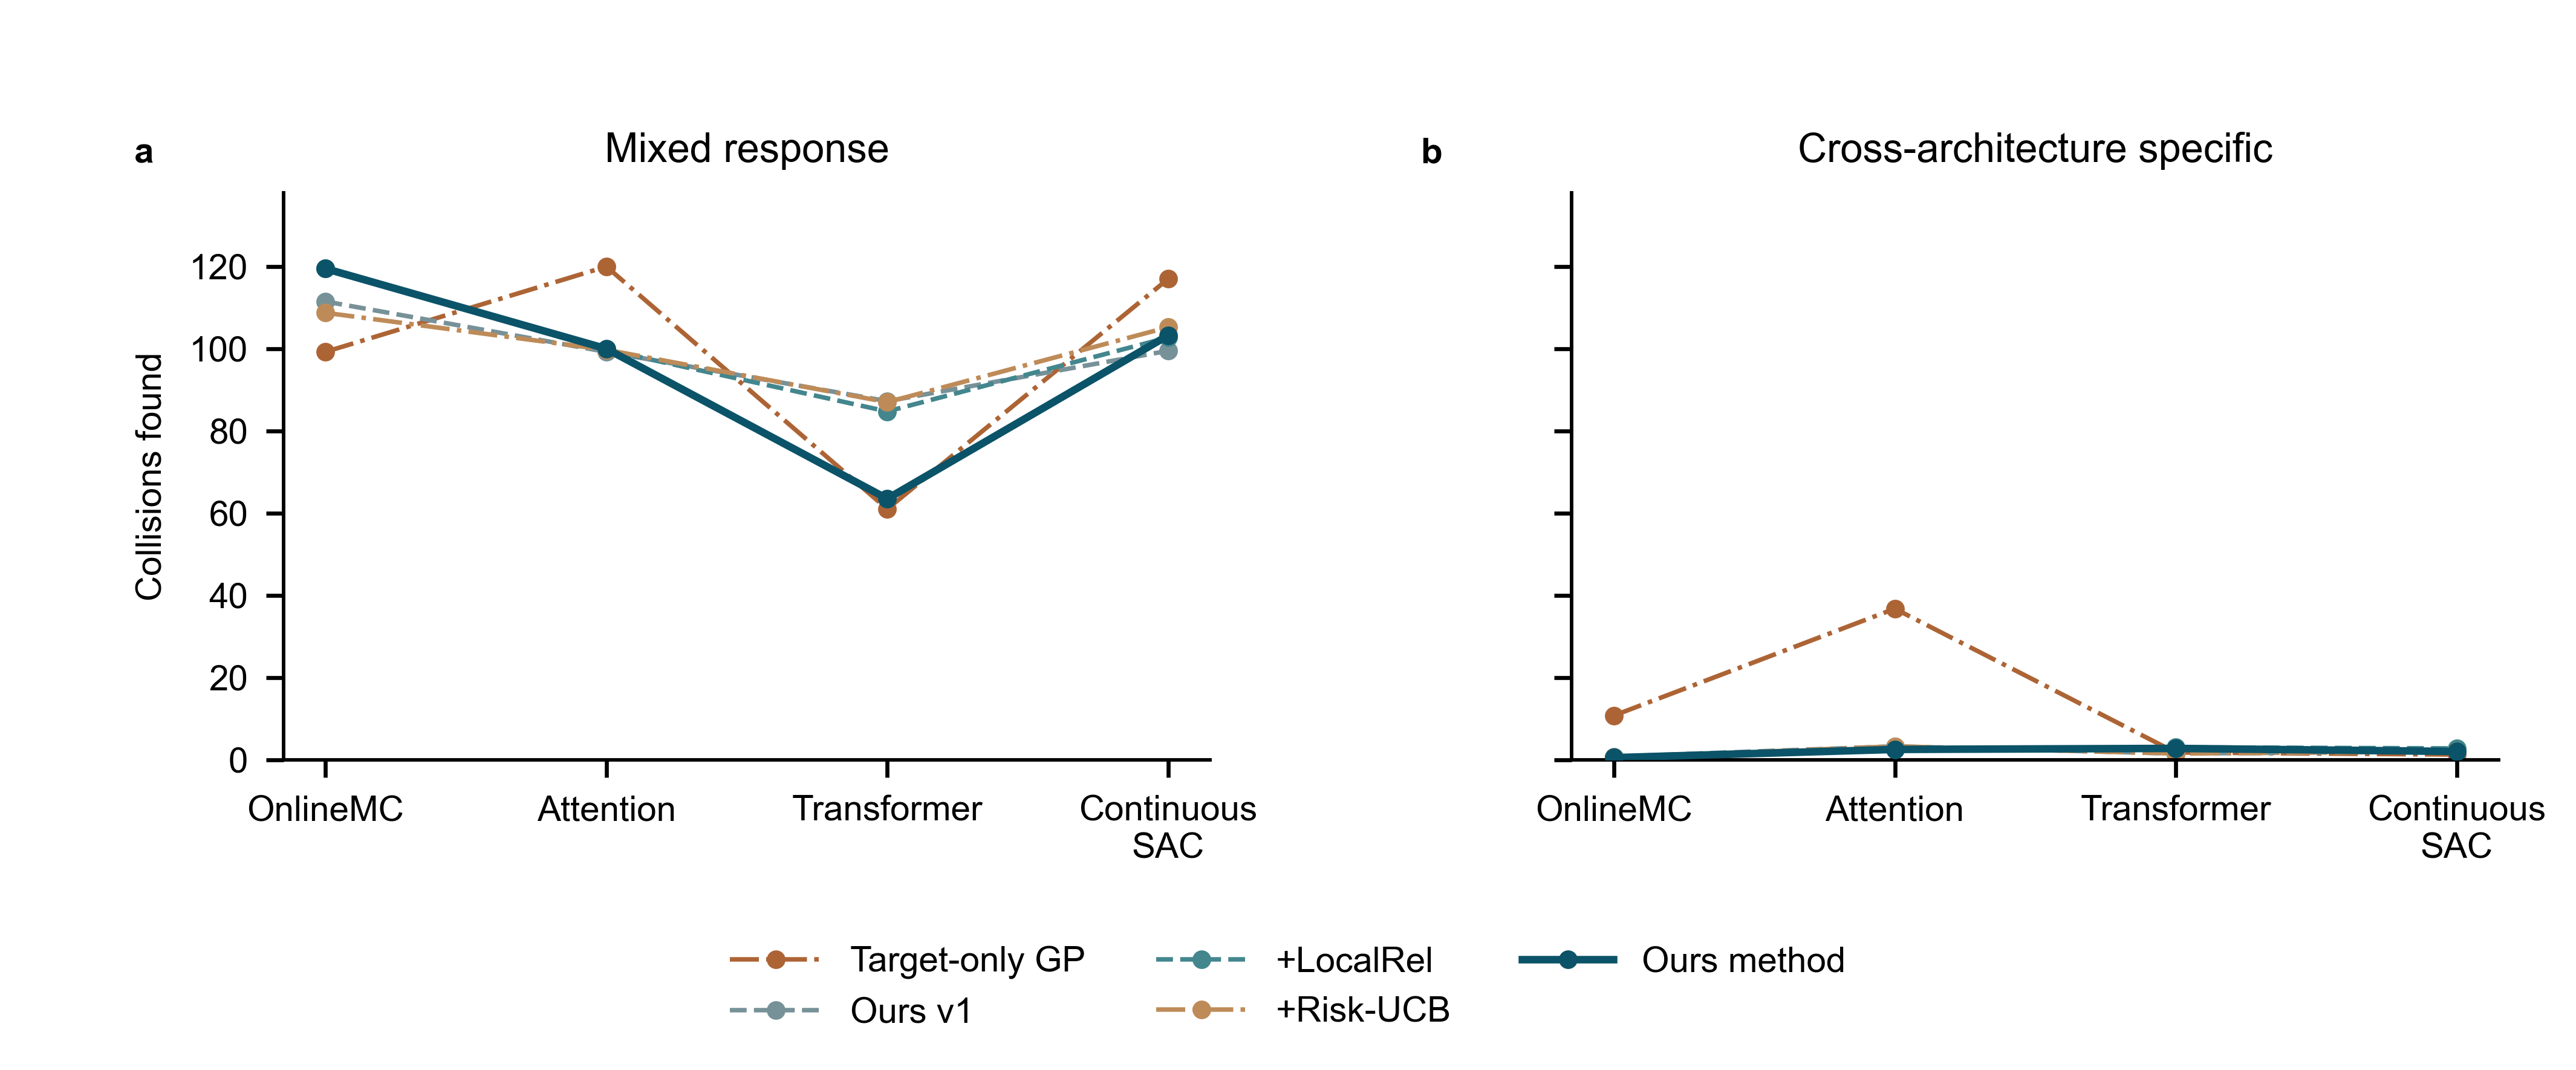 a
Mixed response
Collisions found
120
100
80
60
40
20
0
OnlineMC
Attention
Transformer
Continuous
SAC
b
Cross-architecture specific
OnlineMC
Attention
Transformer
Continuous
SAC
Target-only GP
Ours v1
+LocalRel
+Risk-UCB
Ours method